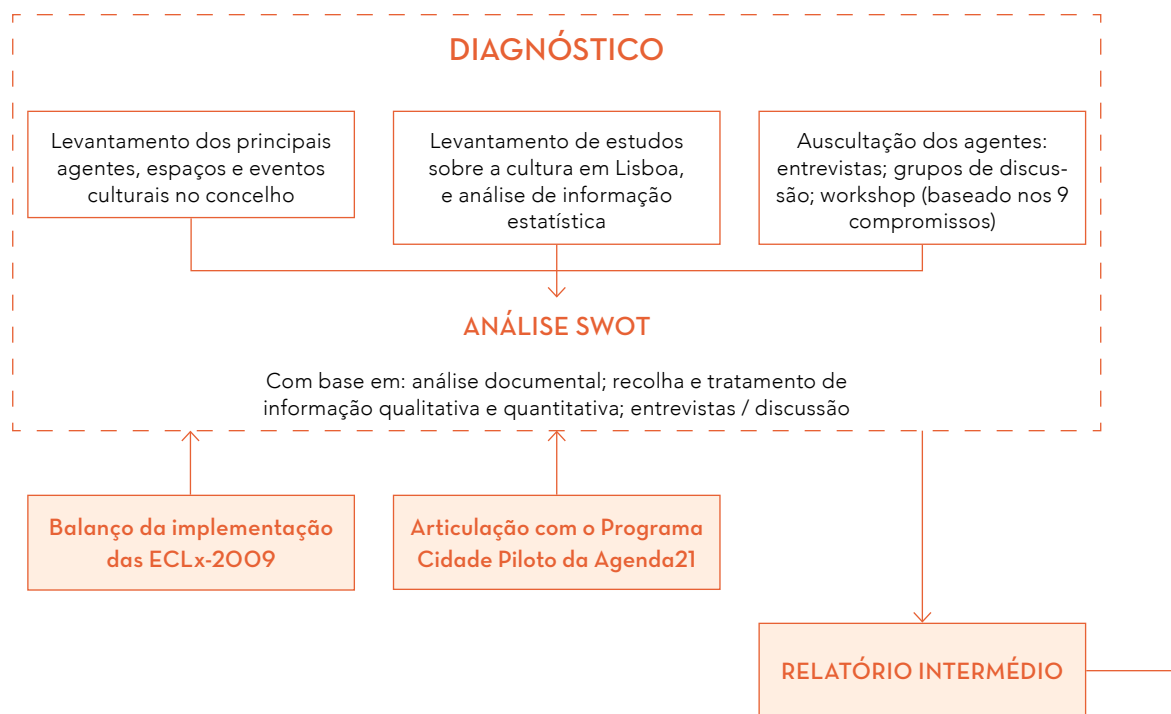 DIAGNÓSTICO
Levantamento dos principais
agentes, espaços e eventos
culturais no concelho
Levantamento de estudos
sobre a cultura em Lisboa,
e análise de informação
estatística
Auscultação dos agentes:
entrevistas; grupos de discus-
são; workshop (baseado nos 9
compromissos)
ANÁLISE SWOT
Com base em: análise documental; recolha e tratamento de
informação qualitativa e quantitativa; entrevistas / discussão
Balanço da implementação
das ECLx-2009
Articulação com o Programa
Cidade Piloto da Agenda21
RELATÓRIO INTERMÉDIO